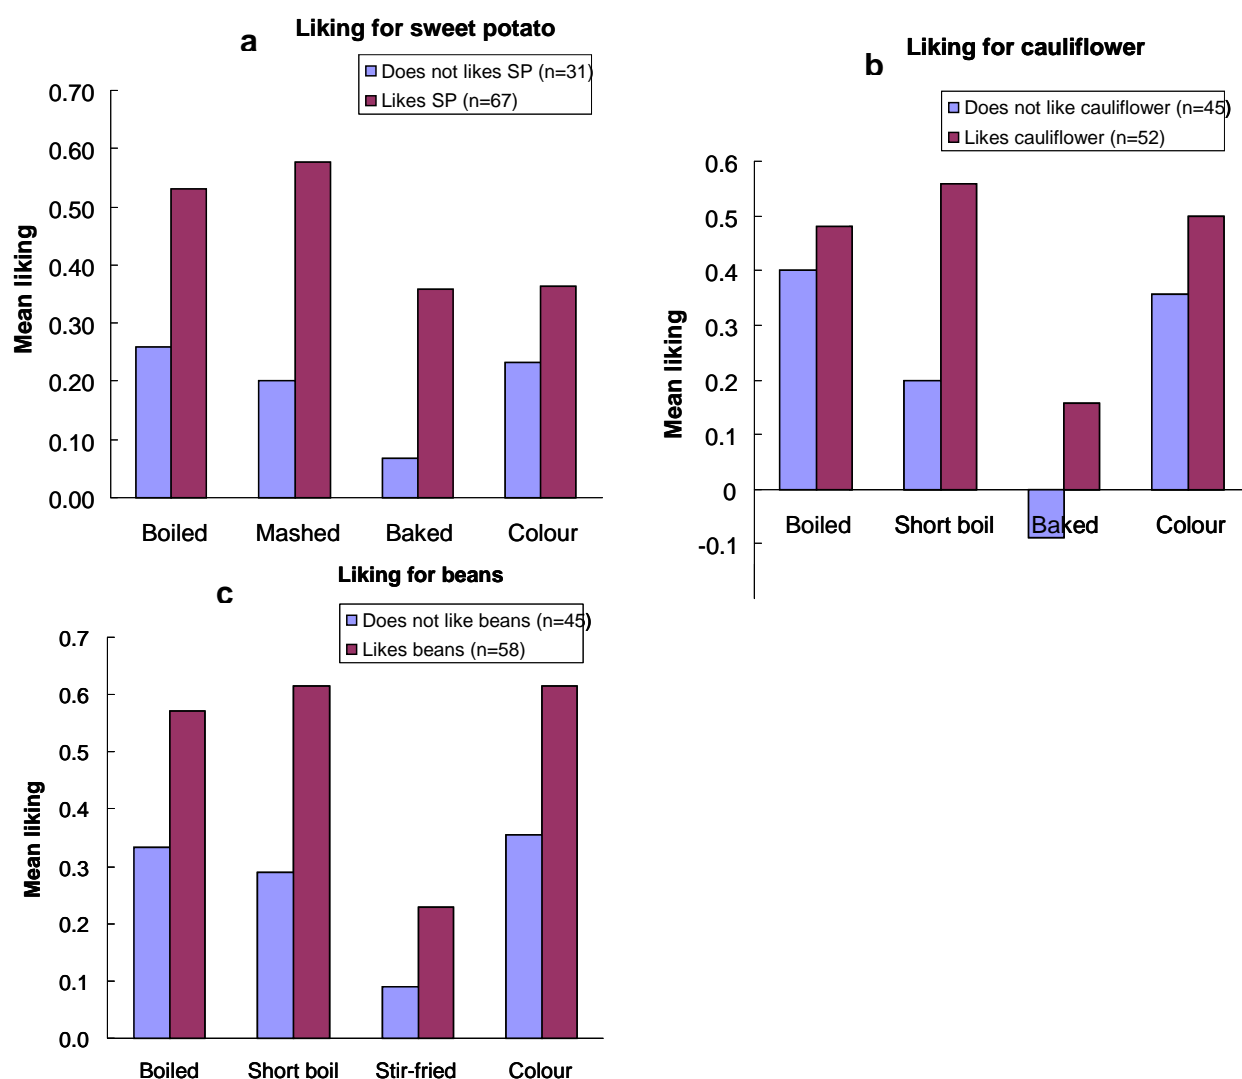 a
Liking for sweet potato
Does not likes SP (n=31)
Likes SP (n=67)
Mean liking
0.70
0.60
0.50
0.40
0.30
0.20
0.10
0.00
Boiled Mashed Baked Colour
b
Liking for cauliflower
Does not like cauliflower (n=45)
Likes cauliflower (n=52)
Mean liking
0.6
0.5
0.4
0.3
0.2
0.1
0
-0.1
Boiled Short boil Baked Colour
c
Liking for beans
Does not like beans (n=45)
Likes beans (n=58)
Mean liking
0.7
0.6
0.5
0.4
0.3
0.2
0.1
0.0
Boiled Short boil Stir-fried Colour